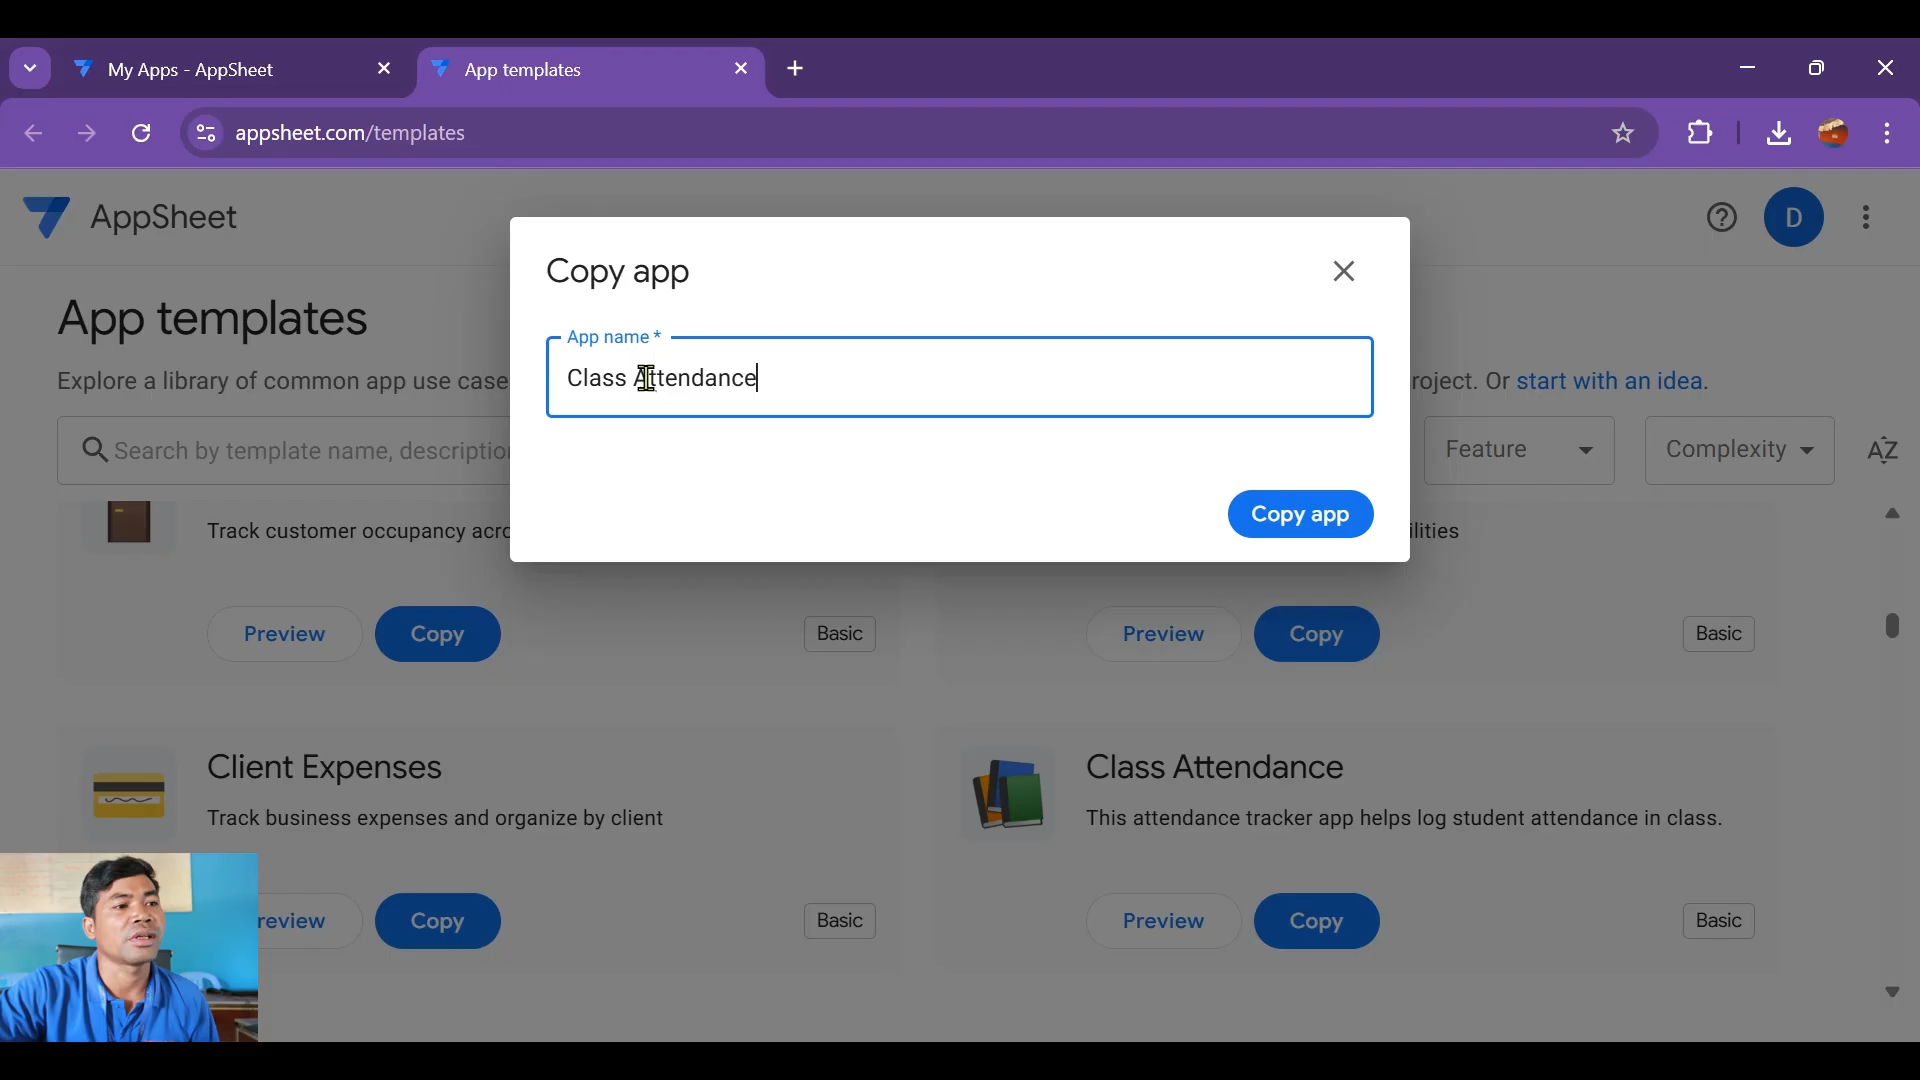 My Apps - AppSheet
App templates
appsheet.com/templates
AppSheet
D
Copy app
App name *
Class Attendance
Copy app
App templates
Explore a library of common app use case
roject. Or start with an idea.
Search by template name, description
Feature
Complexity
AZ
Track customer occupancy acro
ilities
Preview
Copy
Basic
Preview
Copy
Basic
Client Expenses
Track business expenses and organize by client
review
Copy
Basic
Class Attendance
This attendance tracker app helps log student attendance in class.
Preview
Copy
Basic